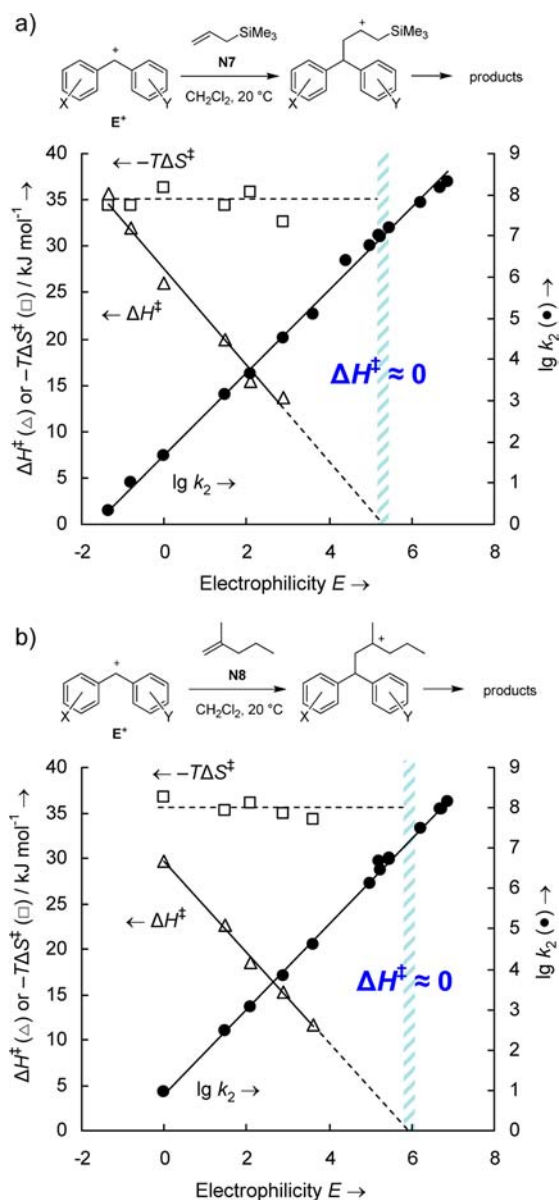 a)
+
SiMe3
N7
CH2Cl2, 20 °C
X
Y
E+
+
SiMe3
X
Y
products
40
35
30
25
20
15
10
5
0
ΔH‡ (△) or −TΔS‡ (□) / kJ mol−1 →
← −TΔS‡
← ΔH‡
ΔH‡ ≈ 0
lg k2 →
9
8
7
6
5
4
3
2
1
0
lg k2 (●) →
-2 0 2 4 6 8
Electrophilicity E →
b)
+
N8
CH2Cl2, 20 °C
X
Y
E+
+
X
Y
products
40
35
30
25
20
15
10
5
0
ΔH‡ (△) or −TΔS‡ (□) / kJ mol−1 →
← −TΔS‡
← ΔH‡
ΔH‡ ≈ 0
lg k2 →
9
8
7
6
5
4
3
2
1
0
lg k2 (●) →
-2 0 2 4 6 8
Electrophilicity E →